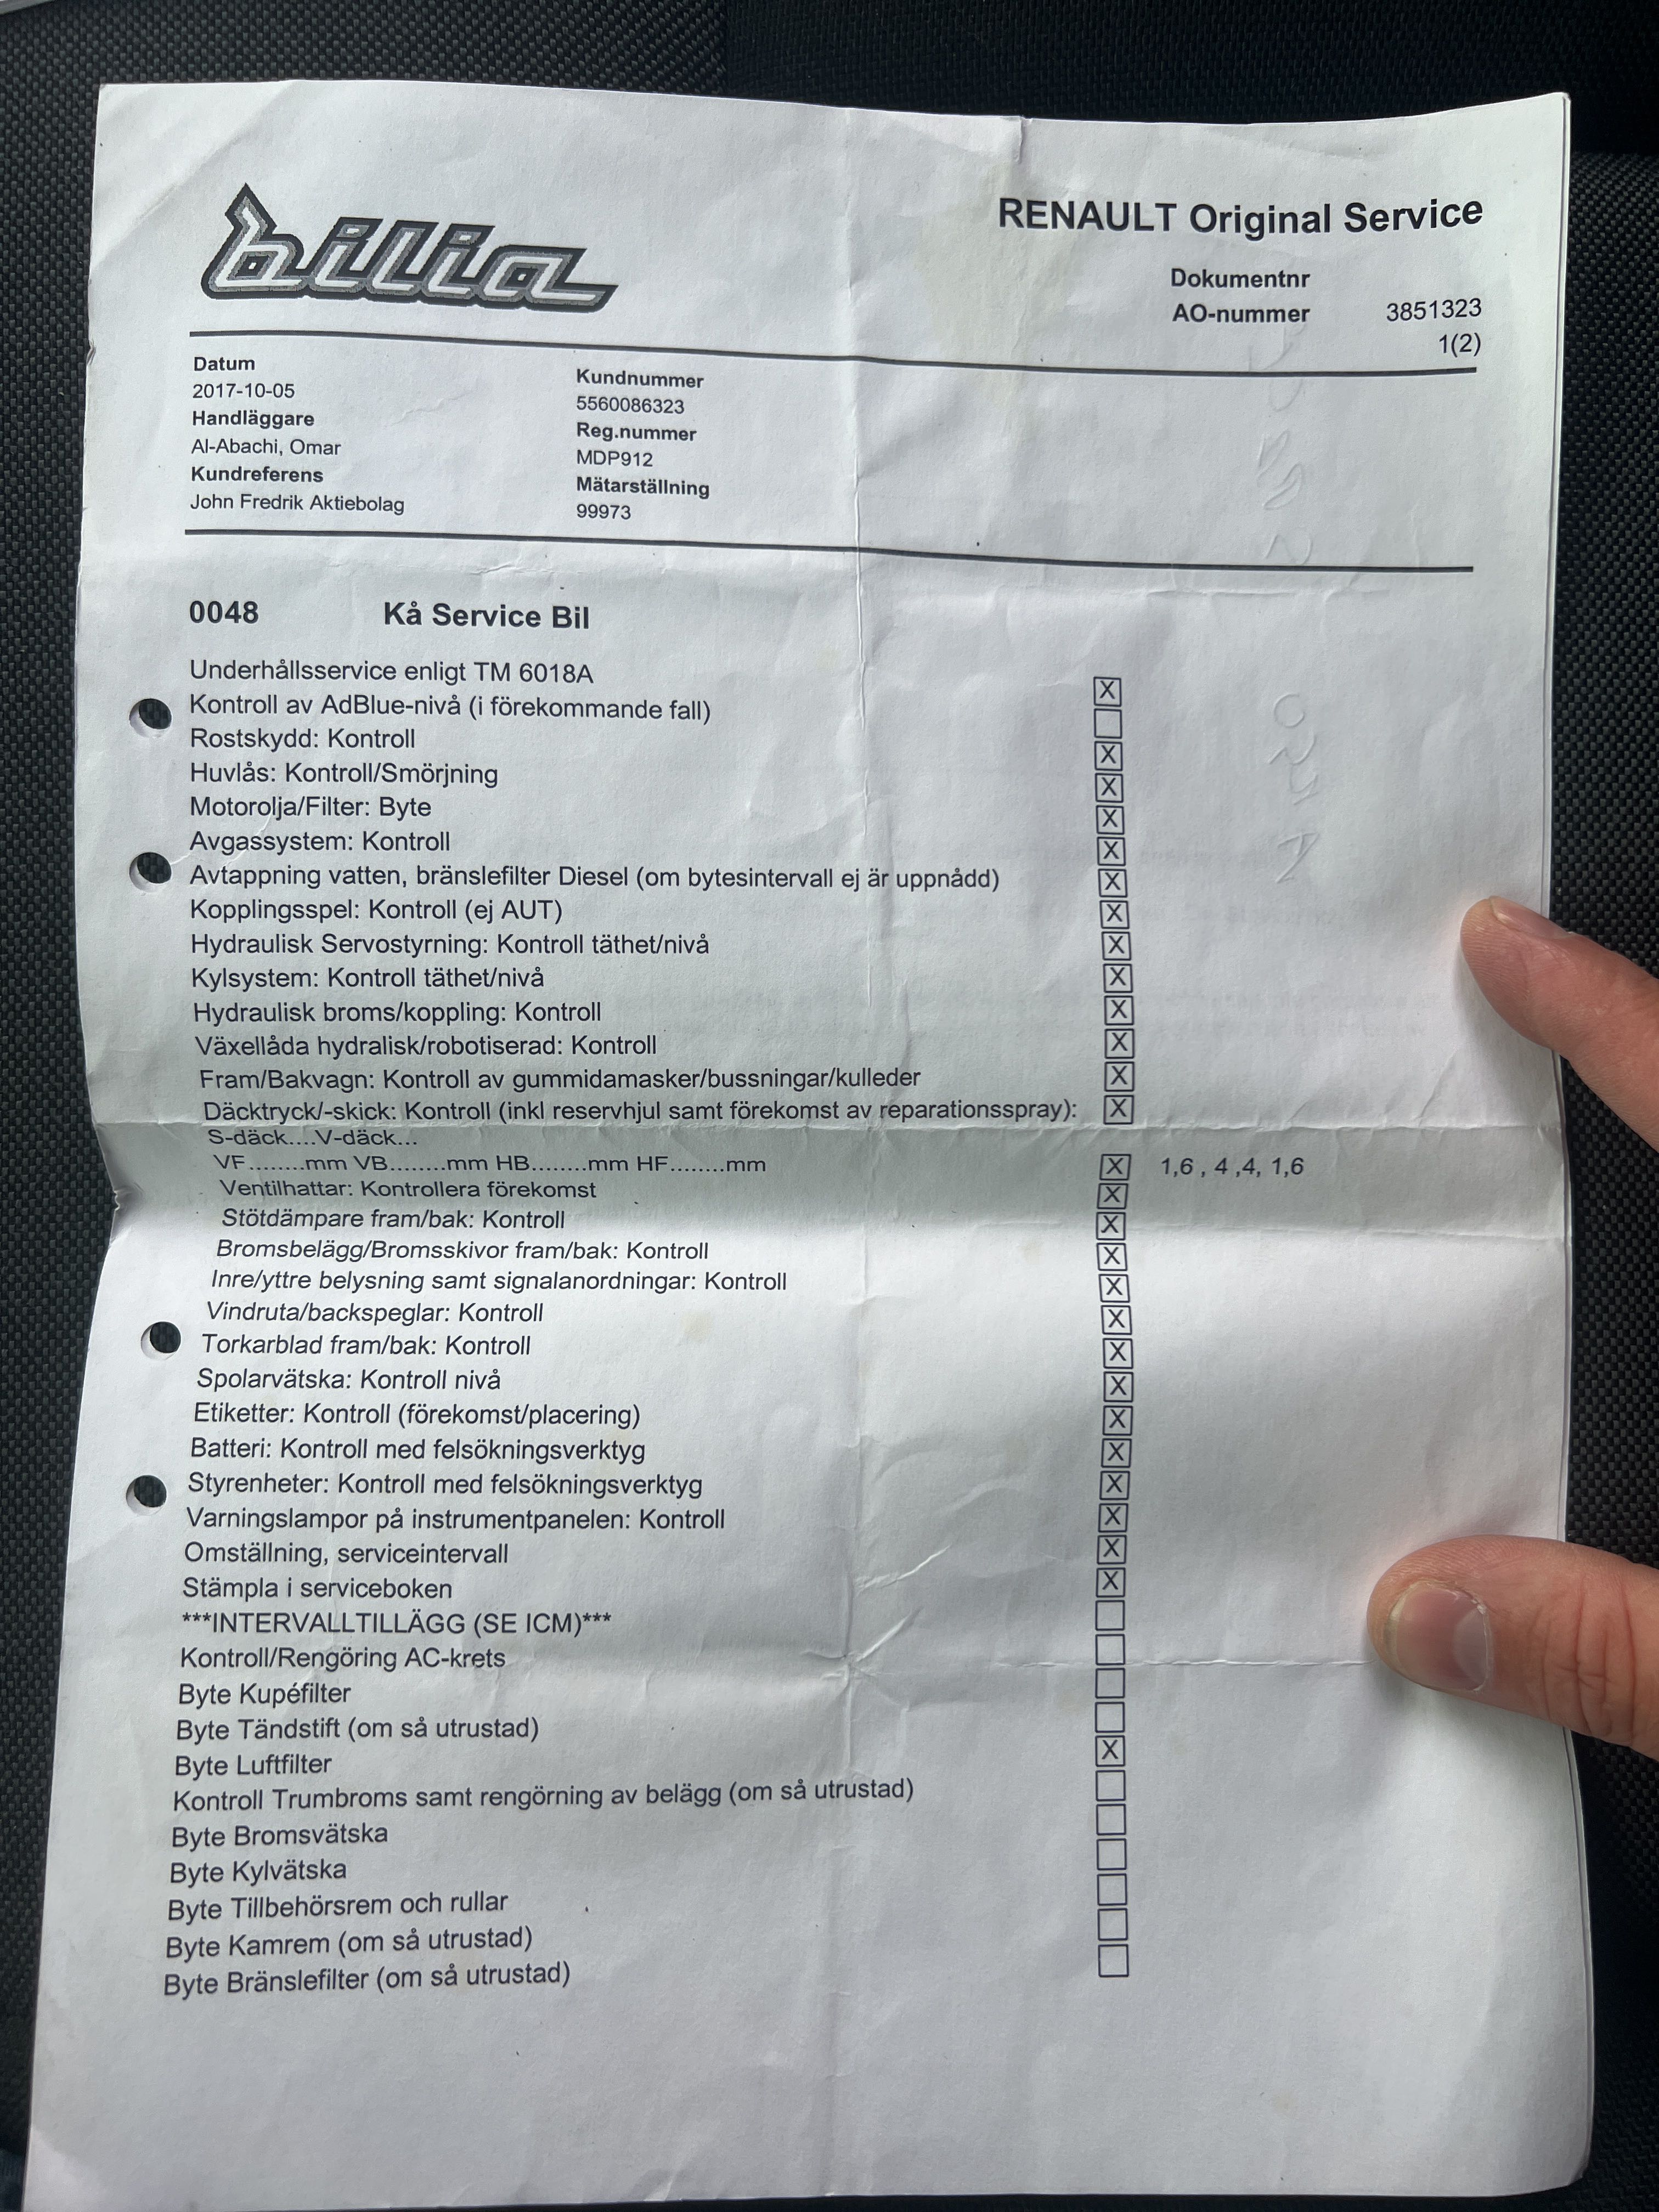 bilia
RENAULT Original Service
Dokumentnr
AO-nummer 3851323
1(2)
Datum
2017-10-05
Handläggare
Al-Abachi, Omar
Kundreferens
John Fredrik Aktiebolag
Kundnummer
5560086323
Reg.nummer
MDP912
Mätarställning
99973
0048 Kå Service Bil
Underhållsservice enligt TM 6018A X
Kontroll av AdBlue-nivå (i förekommande fall)
Rostskydd: Kontroll X
Huvlås: Kontroll/Smörjning X
Motorolja/Filter: Byte X
Avgassystem: Kontroll X
Avtappning vatten, bränslefilter Diesel (om bytesintervall ej är uppnådd) X
Kopplingsspel: Kontroll (ej AUT) X
Hydraulisk Servostyrning: Kontroll täthet/nivå X
Kylsystem: Kontroll täthet/nivå X
Hydraulisk broms/koppling: Kontroll X
Växellåda hydralisk/robotiserad: Kontroll X
Fram/Bakvagn: Kontroll av gummidamasker/bussningar/kulleder X
Däcktryck/-skick: Kontroll (inkl reservhjul samt förekomst av reparationsspray): X
S-däck....V-däck...
VF........mm VB........mm HB........mm HF........mm X 1,6 , 4 ,4, 1,6
Ventilhattar: Kontrollera förekomst X
Stötdämpare fram/bak: Kontroll X
Bromsbelägg/Bromsskivor fram/bak: Kontroll X
Inre/yttre belysning samt signalanordningar: Kontroll X
Vindruta/backspeglar: Kontroll X
Torkarblad fram/bak: Kontroll X
Spolarvätska: Kontroll nivå X
Etiketter: Kontroll (förekomst/placering) X
Batteri: Kontroll med felsökningsverktyg X
Styrenheter: Kontroll med felsökningsverktyg X
Varningslampor på instrumentpanelen: Kontroll X
Omställning, serviceintervall X
Stämpla i serviceboken X
***INTERVALLTILLÄGG (SE ICM)***
Kontroll/Rengöring AC-krets
Byte Kupéfilter
Byte Tändstift (om så utrustad)
Byte Luftfilter X
Kontroll Trumbroms samt rengörning av belägg (om så utrustad)
Byte Bromsvätska
Byte Kylvätska
Byte Tillbehörsrem och rullar
Byte Kamrem (om så utrustad)
Byte Bränslefilter (om så utrustad)